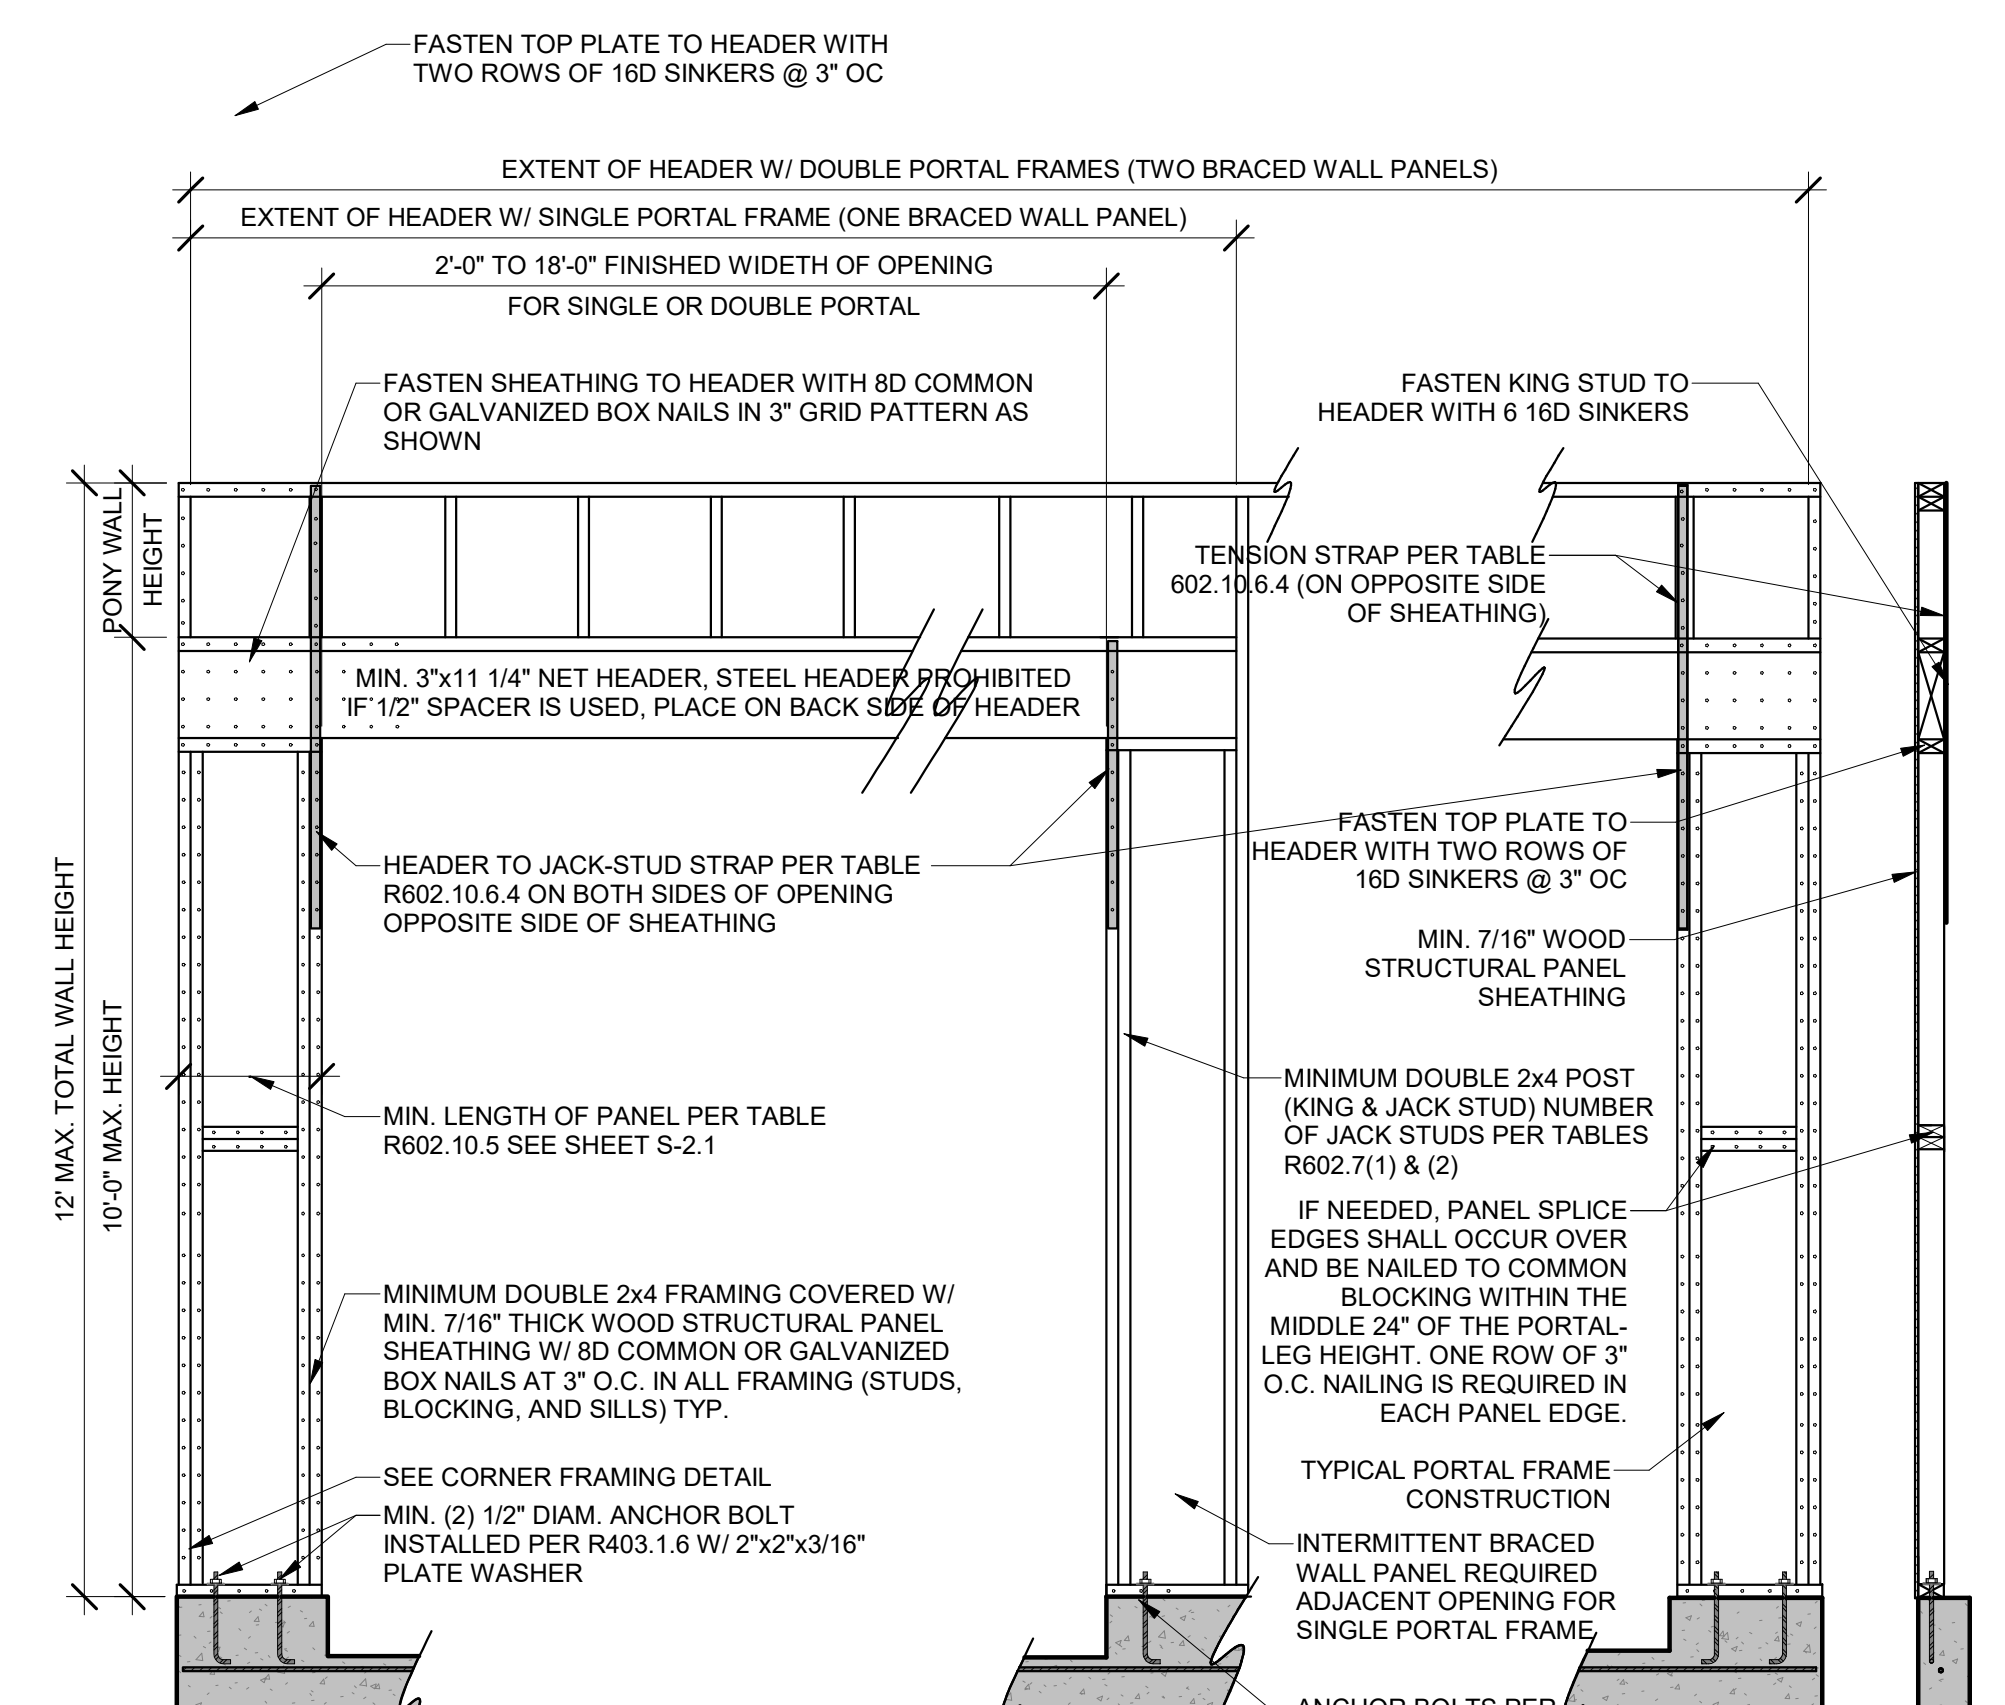 FASTEN TOP PLATE TO HEADER WITH
TWO ROWS OF 16D SINKERS @ 3" OC
EXTENT OF HEADER W/ DOUBLE PORTAL FRAMES (TWO BRACED WALL PANELS)
EXTENT OF HEADER W/ SINGLE PORTAL FRAME (ONE BRACED WALL PANEL)
2'-0" TO 18'-0" FINISHED WIDETH OF OPENING
FOR SINGLE OR DOUBLE PORTAL
FASTEN SHEATHING TO HEADER WITH 8D COMMON
OR GALVANIZED BOX NAILS IN 3" GRID PATTERN AS
SHOWN
FASTEN KING STUD TO
HEADER WITH 6 16D SINKERS
PONY WALL
HEIGHT
TENSION STRAP PER TABLE
602.10.6.4 (ON OPPOSITE SIDE
OF SHEATHING)
MIN. 3"x11 1/4" NET HEADER, STEEL HEADER PROHIBITED
IF 1/2" SPACER IS USED, PLACE ON BACK SIDE OF HEADER
12' MAX. TOTAL WALL HEIGHT
10'-0" MAX. HEIGHT
HEADER TO JACK-STUD STRAP PER TABLE
R602.10.6.4 ON BOTH SIDES OF OPENING
OPPOSITE SIDE OF SHEATHING
FASTEN TOP PLATE TO
HEADER WITH TWO ROWS OF
16D SINKERS @ 3" OC
MIN. 7/16" WOOD
STRUCTURAL PANEL
SHEATHING
MIN. LENGTH OF PANEL PER TABLE
R602.10.5 SEE SHEET S-2.1
MINIMUM DOUBLE 2x4 POST
(KING & JACK STUD) NUMBER
OF JACK STUDS PER TABLES
R602.7(1) & (2)
IF NEEDED, PANEL SPLICE
EDGES SHALL OCCUR OVER
AND BE NAILED TO COMMON
BLOCKING WITHIN THE
MIDDLE 24" OF THE PORTAL-
LEG HEIGHT. ONE ROW OF 3"
O.C. NAILING IS REQUIRED IN
EACH PANEL EDGE.
MINIMUM DOUBLE 2x4 FRAMING COVERED W/
MIN. 7/16" THICK WOOD STRUCTURAL PANEL
SHEATHING W/ 8D COMMON OR GALVANIZED
BOX NAILS AT 3" O.C. IN ALL FRAMING (STUDS,
BLOCKING, AND SILLS) TYP.
SEE CORNER FRAMING DETAIL
MIN. (2) 1/2" DIAM. ANCHOR BOLT
INSTALLED PER R403.1.6 W/ 2"x2"x3/16"
PLATE WASHER
TYPICAL PORTAL FRAME
CONSTRUCTION
INTERMITTENT BRACED
WALL PANEL REQUIRED
ADJACENT OPENING FOR
SINGLE PORTAL FRAME
ANCHOR BOLTS PER